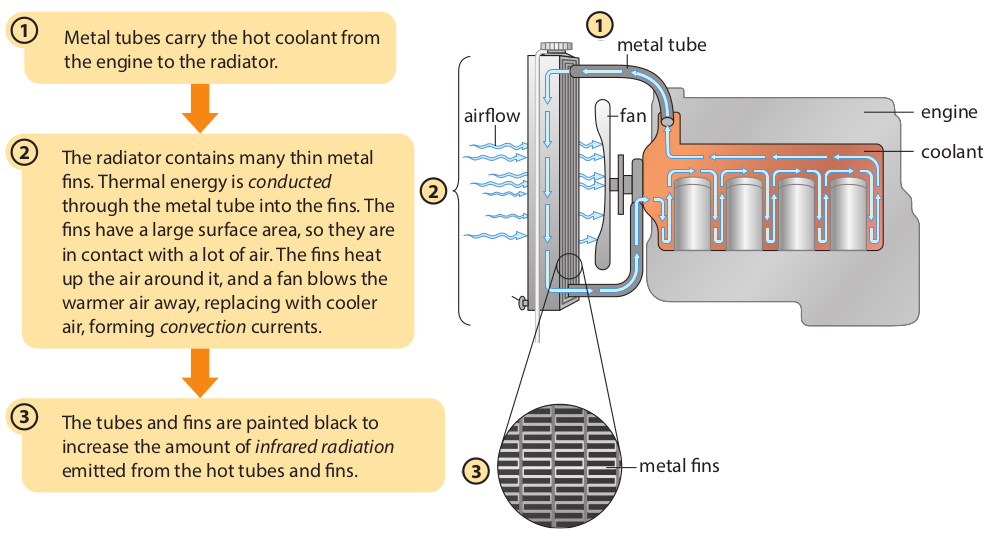 1
Metal tubes carry the hot coolant from
the engine to the radiator.
2
The radiator contains many thin metal
fins. Thermal energy is conducted
through the metal tube into the fins. The
fins have a large surface area, so they are
in contact with a lot of air. The fins heat
up the air around it, and a fan blows the
warmer air away, replacing with cooler
air, forming convection currents.
3
The tubes and fins are painted black to
increase the amount of infrared radiation
emitted from the hot tubes and fins.
1
metal tube
airflow
fan
engine
coolant
2
3
metal fins